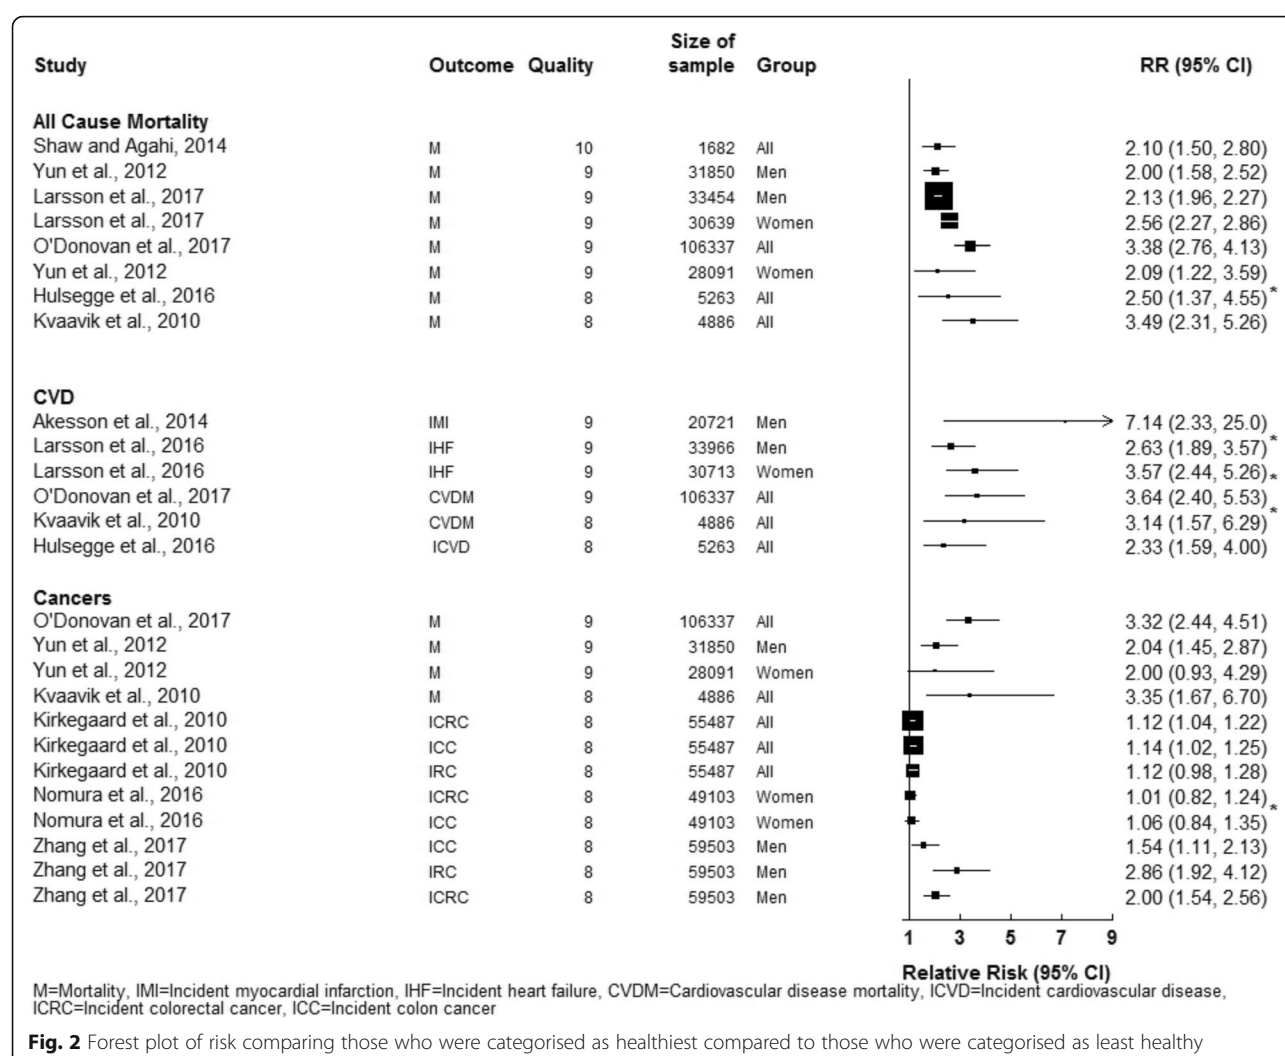 Study Outcome Quality Size of sample Group RR (95% CI)
All Cause Mortality
Shaw and Agahi, 2014 M 10 1682 All 2.10 (1.50, 2.80)
Yun et al., 2012 M 9 31850 Men 2.00 (1.58, 2.52)
Larsson et al., 2017 M 9 33454 Men 2.13 (1.96, 2.27)
Larsson et al., 2017 M 9 30639 Women 2.56 (2.27, 2.86)
O'Donovan et al., 2017 M 9 106337 All 3.38 (2.76, 4.13)
Yun et al., 2012 M 9 28091 Women 2.09 (1.22, 3.59)
Hulsegge et al., 2016 M 8 5263 All 2.50 (1.37, 4.55)*
Kvaavik et al., 2010 M 8 4886 All 3.49 (2.31, 5.26)
CVD
Akesson et al., 2014 IMI 9 20721 Men 7.14 (2.33, 25.0)
Larsson et al., 2016 IHF 9 33966 Men 2.63 (1.89, 3.57)*
Larsson et al., 2016 IHF 9 30713 Women 3.57 (2.44, 5.26)*
O'Donovan et al., 2017 CVDM 9 106337 All 3.64 (2.40, 5.53)
Kvaavik et al., 2010 CVDM 8 4886 All 3.14 (1.57, 6.29)*
Hulsegge et al., 2016 ICVD 8 5263 All 2.33 (1.59, 4.00)
Cancers
O'Donovan et al., 2017 M 9 106337 All 3.32 (2.44, 4.51)
Yun et al., 2012 M 9 31850 Men 2.04 (1.45, 2.87)
Yun et al., 2012 M 9 28091 Women 2.00 (0.93, 4.29)
Kvaavik et al., 2010 M 8 4886 All 3.35 (1.67, 6.70)
Kirkegaard et al., 2010 ICRC 8 55487 All 1.12 (1.04, 1.22)
Kirkegaard et al., 2010 ICC 8 55487 All 1.14 (1.02, 1.25)
Kirkegaard et al., 2010 IRC 8 55487 All 1.12 (0.98, 1.28)
Nomura et al., 2016 ICRC 8 49103 Women 1.01 (0.82, 1.24)*
Nomura et al., 2016 ICC 8 49103 Women 1.06 (0.84, 1.35)
Zhang et al., 2017 ICC 8 59503 Men 1.54 (1.11, 2.13)
Zhang et al., 2017 IRC 8 59503 Men 2.86 (1.92, 4.12)
Zhang et al., 2017 ICRC 8 59503 Men 2.00 (1.54, 2.56)
1 3 5 7 9
Relative Risk (95% CI)
M=Mortality, IMI=Incident myocardial infarction, IHF=Incident heart failure, CVDM=Cardiovascular disease mortality, ICVD=Incident cardiovascular disease,
ICRC=Incident colorectal cancer, ICC=Incident colon cancer
Fig. 2 Forest plot of risk comparing those who were categorised as healthiest compared to those who were categorised as least healthy